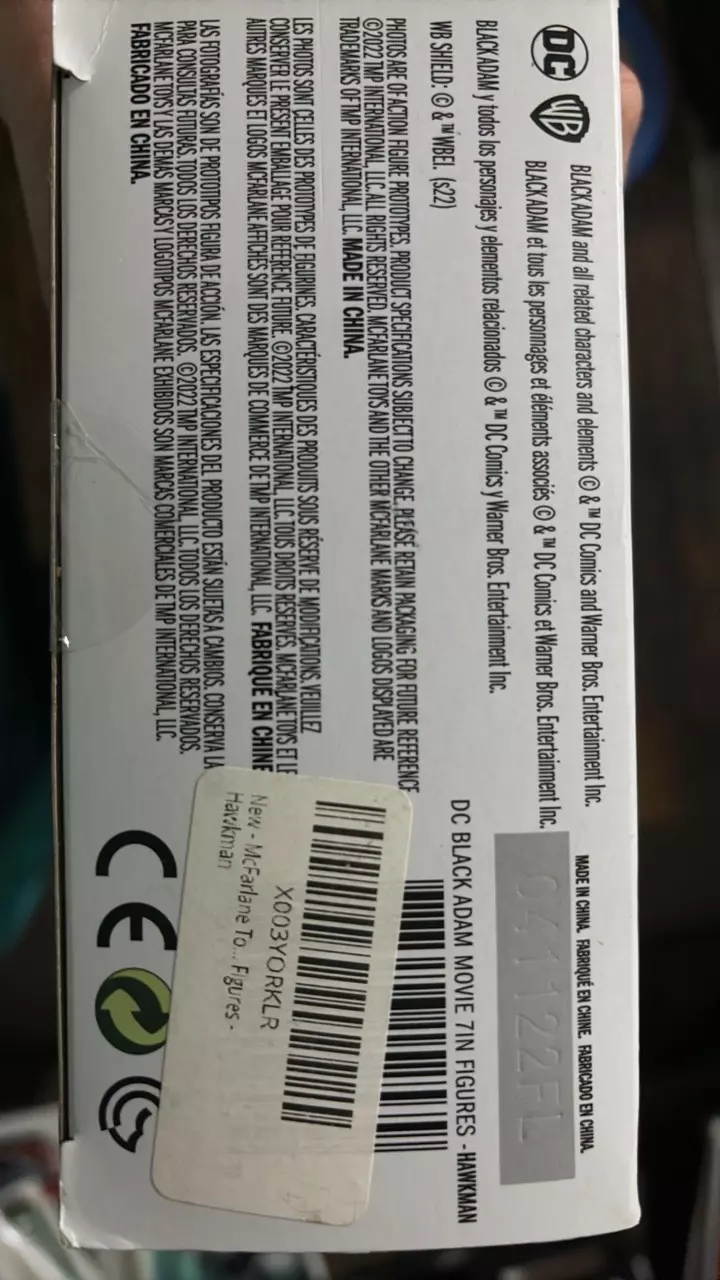 DC
WB
BLACK ADAM and all related characters and elements © & ™ DC Comics and Warner Bros. Entertainment Inc.
BLACK ADAM et tous les personnages et éléments associés © & ™ DC Comics et Warner Bros. Entertainment Inc.
BLACK ADAM y todos los personajes y elementos relacionados © & ™ DC Comics y Warner Bros. Entertainment Inc.
WB SHIELD: © & ™ WBEI. (s22)
PHOTOS ARE OF ACTION FIGURE PROTOTYPES. PRODUCT SPECIFICATIONS SUBJECT TO CHANGE. PLEASE RETAIN PACKAGING FOR FUTURE REFERENCE
©2022 TMP INTERNATIONAL, LLC. ALL RIGHTS RESERVED. MCFARLANE TOYS AND THE OTHER MCFARLANE MARKS AND LOGOS DISPLAYED ARE
TRADEMARKS OF TMP INTERNATIONAL, LLC. MADE IN CHINA.
LES PHOTOS SONT CELLES DES PROTOTYPES DE FIGURINES. CARACTÉRISTIQUES DES PRODUITS SOUS RÉSERVE DE MODIFICATIONS. VEUILLEZ
CONSERVER LE PRÉSENT EMBALLAGE POUR RÉFÉRENCE FUTURE. ©2022 TMP INTERNATIONAL, LLC. TOUS DROITS RÉSERVÉS. MCFARLANE TOYS ET LE
AUTRES MARQUES ET LOGOS MCFARLANE AFFICHÉS SONT DES MARQUES DE COMMERCE DE TMP INTERNATIONAL, LLC. FABRIQUÉ EN CHINE
LAS FOTOGRAFÍAS SON DE PROTOTIPOS FIGURA DE ACCIÓN. LAS ESPECIFICACIONES DEL PRODUCTO ESTÁN SUJETAS A CAMBIOS. CONSERVA LA
PARA CONSULTAS FUTURAS. TODOS LOS DERECHOS RESERVADOS. ©2022 TMP INTERNATIONAL, LLC. TODOS LOS DERECHOS RESERVADOS.
MCFARLANE TOYS Y LAS DEMÁS MARCAS Y LOGOTIPOS MCFARLANE EXHIBIDOS SON MARCAS COMERCIALES DE TMP INTERNATIONAL, LLC.
FABRICADO EN CHINA.
MADE IN CHINA. FABRIQUÉ EN CHINE. FABRICADO EN CHINA.
041122FL
DC BLACK ADAM MOVIE 7IN FIGURES - HAWKMAN
X003YORKLR
New - McFarlane To... Figures -
Hawkman
CE